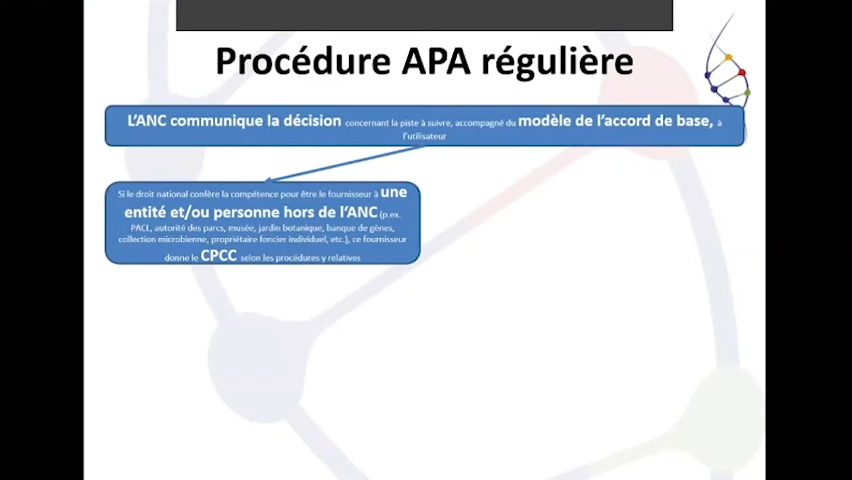 Procédure APA régulière
L'ANC communique la décision concernant la piste à suivre, accompagné du modèle de l'accord de base, à
l'utilisateur
Si le droit national confère la compétence pour être le fournisseur à une
entité et/ou personne hors de l'ANC (p.ex.
PACL, autorité des parcs, musée, jardin botanique, banque de gènes,
collection microbienne, propriétaire foncier individuel, etc.), ce fournisseur
donne le CPCC selon les procédures y relatives